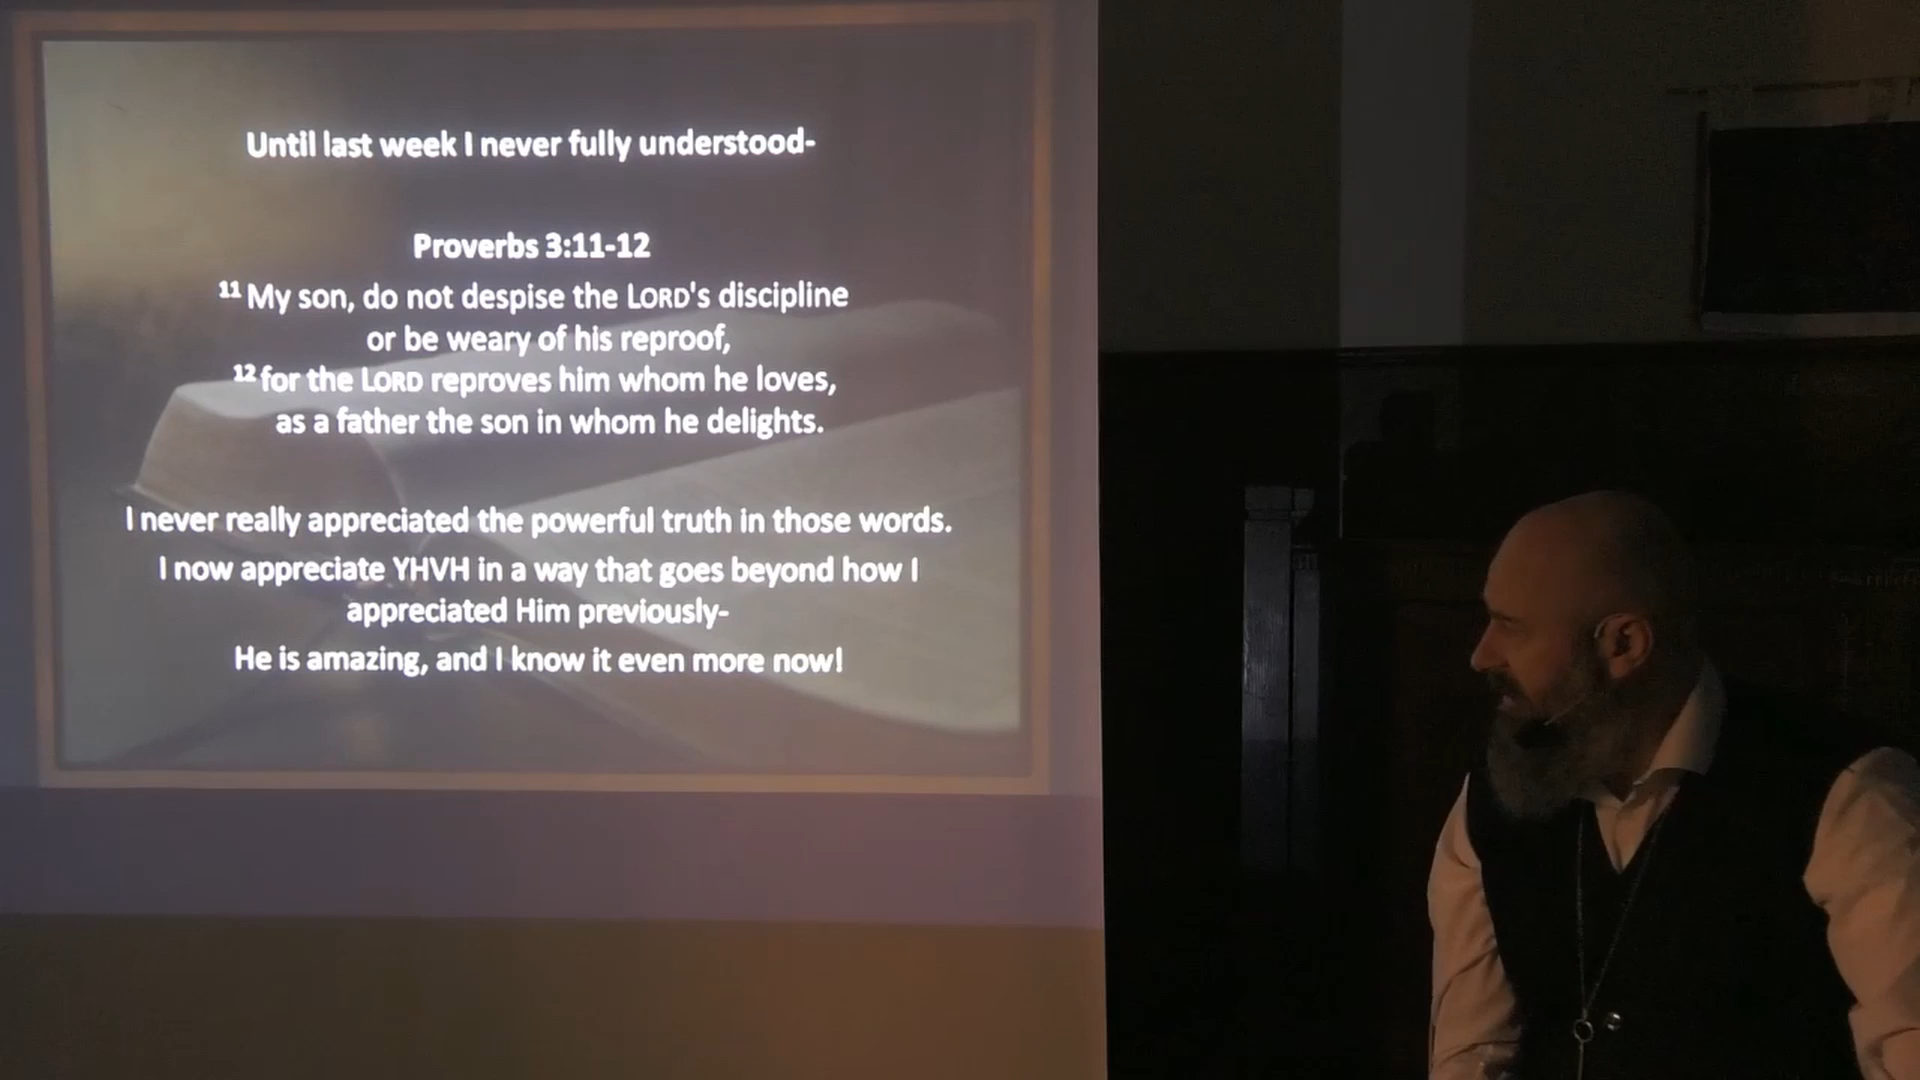 Until last week I never fully understood-
Proverbs 3:11-12
11 My son, do not despise the LORD's discipline
or be weary of his reproof,
12 for the LORD reproves him whom he loves,
as a father the son in whom he delights.
I never really appreciated the powerful truth in those words.
I now appreciate YHVH in a way that goes beyond how I
appreciated Him previously-
He is amazing, and I know it even more now!